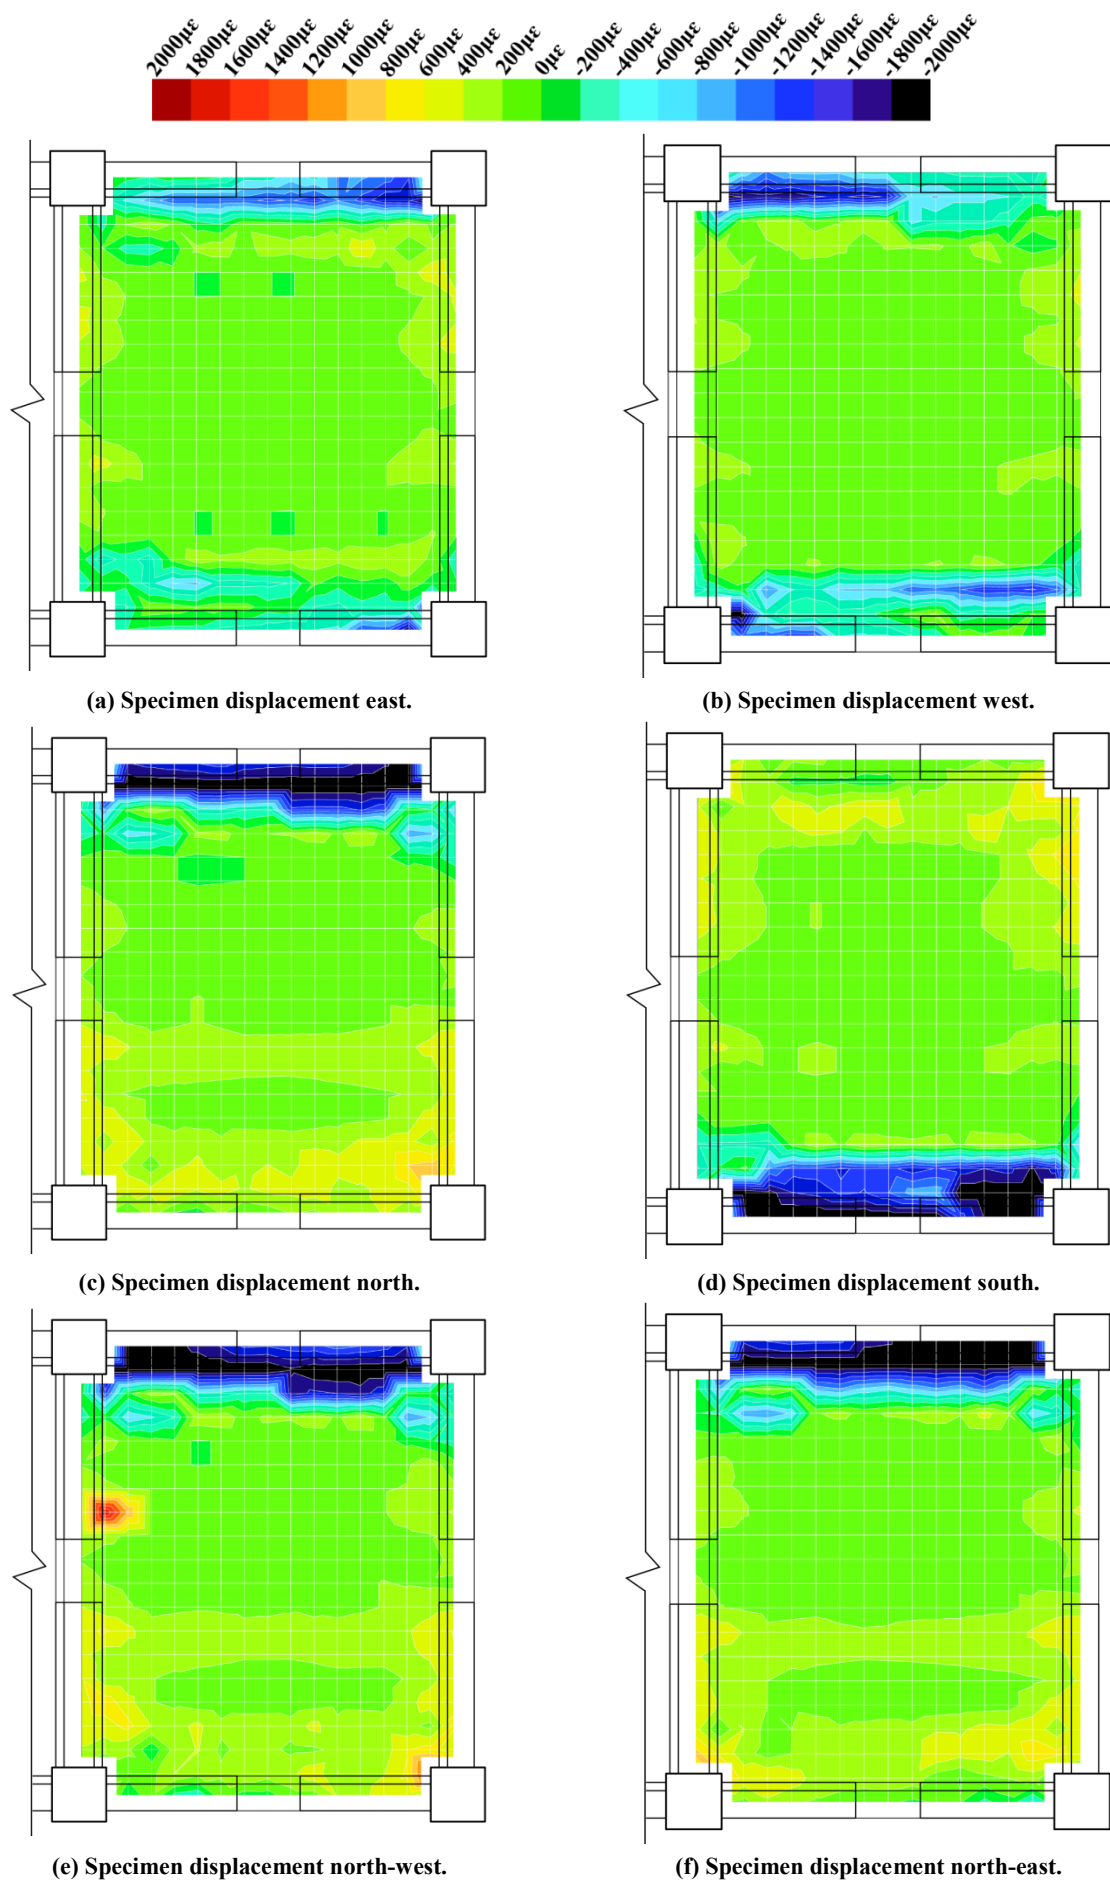 2000με 1800με 1600με 1400με 1200με 1000με 800με 600με 400με 200με 0με -200με -400με -600με -800με -1000με -1200με -1400με -1600με -1800με -2000με
(a) Specimen displacement east.
(b) Specimen displacement west.
(c) Specimen displacement north.
(d) Specimen displacement south.
(e) Specimen displacement north-west.
(f) Specimen displacement north-east.